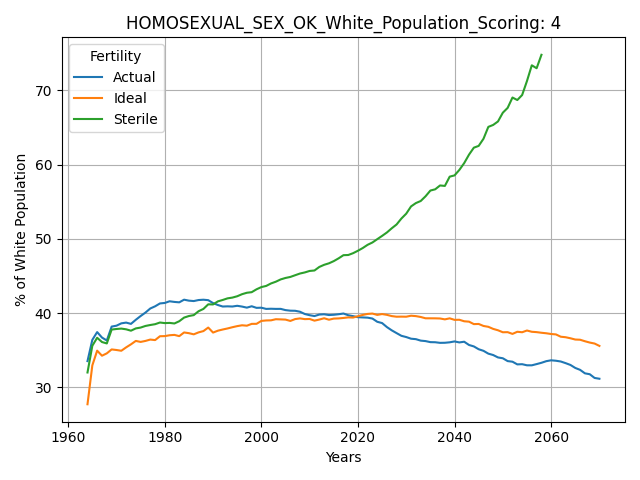 HOMOSEXUAL_SEX_OK_White_Population_Scoring: 4
Fertility
Actual
Ideal
Sterile
% of White Population
70
60
50
40
30
1960
1980
2000
2020
2040
2060
Years